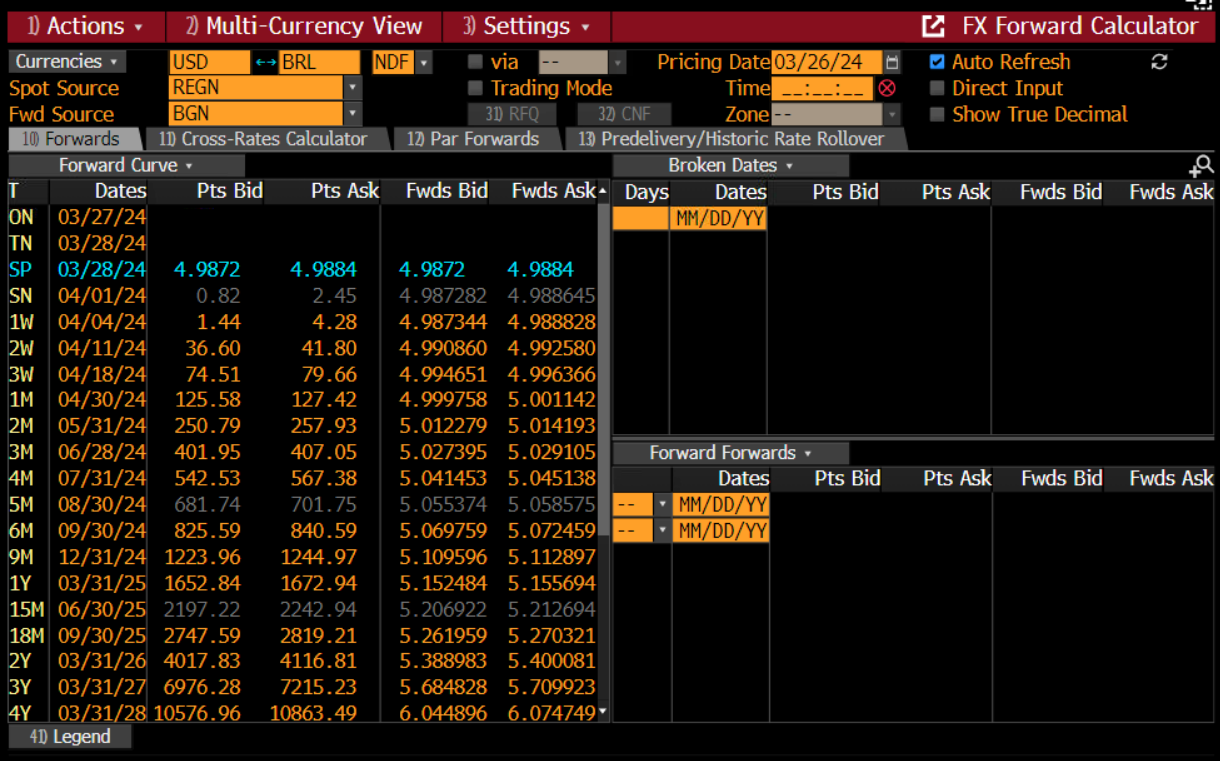 1) Actions 2) Multi-Currency View 3) Settings FX Forward Calculator
Currencies USD BRL NDF via -- Pricing Date 03/26/24 Auto Refresh
Spot Source REGN Trading Mode Time __:__:__ Direct Input
Fwd Source BGN 31) RFQ 32) CNF Zone -- Show True Decimal
10) Forwards 11) Cross-Rates Calculator 12) Par Forwards 13) Predelivery/Historic Rate Rollover
Forward Curve
T Dates Pts Bid Pts Ask Fwds Bid Fwds Ask
ON 03/27/24
TN 03/28/24
SP 03/28/24 4.9872 4.9884 4.9872 4.9884
SN 04/01/24 0.82 2.45 4.987282 4.988645
1W 04/04/24 1.44 4.28 4.987344 4.988828
2W 04/11/24 36.60 41.80 4.990860 4.992580
3W 04/18/24 74.51 79.66 4.994651 4.996366
1M 04/30/24 125.58 127.42 4.999758 5.001142
2M 05/31/24 250.79 257.93 5.012279 5.014193
3M 06/28/24 401.95 407.05 5.027395 5.029105
4M 07/31/24 542.53 567.38 5.041453 5.045138
5M 08/30/24 681.74 701.75 5.055374 5.058575
6M 09/30/24 825.59 840.59 5.069759 5.072459
9M 12/31/24 1223.96 1244.97 5.109596 5.112897
1Y 03/31/25 1652.84 1672.94 5.152484 5.155694
15M 06/30/25 2197.22 2242.94 5.206922 5.212694
18M 09/30/25 2747.59 2819.21 5.261959 5.270321
2Y 03/31/26 4017.83 4116.81 5.388983 5.400081
3Y 03/31/27 6976.28 7215.23 5.684828 5.709923
4Y 03/31/28 10576.96 10863.49 6.044896 6.074749
Broken Dates
Days Dates Pts Bid Pts Ask Fwds Bid Fwds Ask
MM/DD/YY
Forward Forwards
Dates Pts Bid Pts Ask Fwds Bid Fwds Ask
-- MM/DD/YY
-- MM/DD/YY
41) Legend